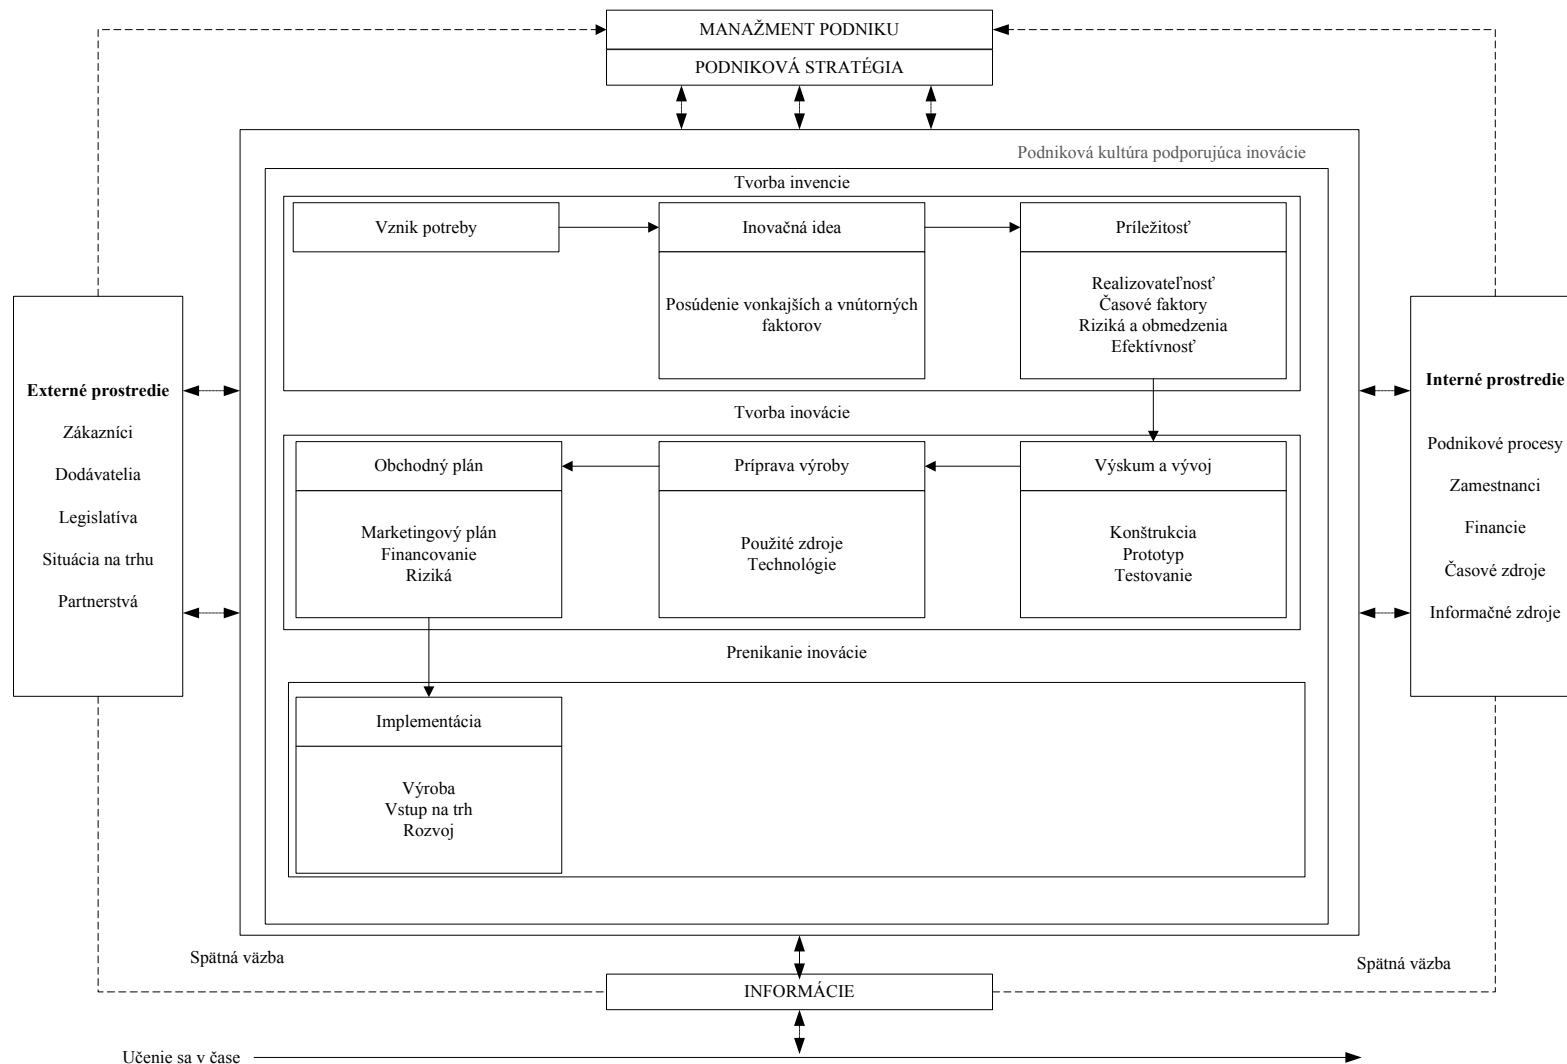 MANAŽMENT PODNIKU
PODNIKOVÁ STRATÉGIA
Podniková kultúra podporujúca inovácie
Tvorba invencie
Vznik potreby
Inovačná idea
Posúdenie vonkajších a vnútorných
faktorov
Príležitosť
Realizovateľnosť
Časové faktory
Riziká a obmedzenia
Efektívnosť
Externé prostredie
Zákazníci
Dodávatelia
Legislatíva
Situácia na trhu
Partnerstvá
Interné prostredie
Podnikové procesy
Zamestnanci
Financie
Časové zdroje
Informačné zdroje
Tvorba inovácie
Obchodný plán
Marketingový plán
Financovanie
Riziká
Príprava výroby
Použité zdroje
Technológie
Výskum a vývoj
Konštrukcia
Prototyp
Testovanie
Prenikanie inovácie
Implementácia
Výroba
Vstup na trh
Rozvoj
Spätná väzba
Spätná väzba
INFORMÁCIE
Učenie sa v čase